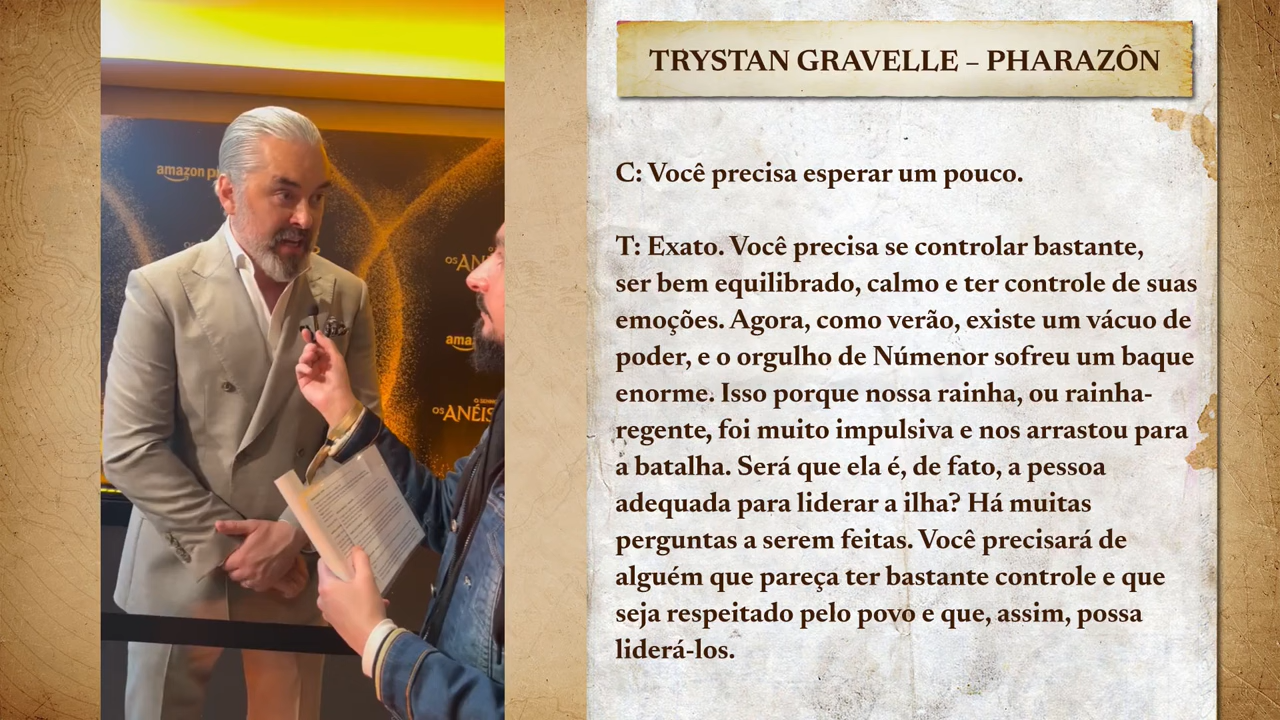 TRYSTAN GRAVELLE – PHARAZÔN
C: Você precisa esperar um pouco.
T: Exato. Você precisa se controlar bastante,
ser bem equilibrado, calmo e ter controle de suas
emoções. Agora, como verão, existe um vácuo de
poder, e o orgulho de Númenor sofreu um baque
enorme. Isso porque nossa rainha, ou rainha-
regente, foi muito impulsiva e nos arrastou para
a batalha. Será que ela é, de fato, a pessoa
adequada para liderar a ilha? Há muitas
perguntas a serem feitas. Você precisará de
alguém que pareça ter bastante controle e que
seja respeitado pelo povo e que, assim, possa
liderá-los.
amazon p
OS AN
ama
OS ANÉIS